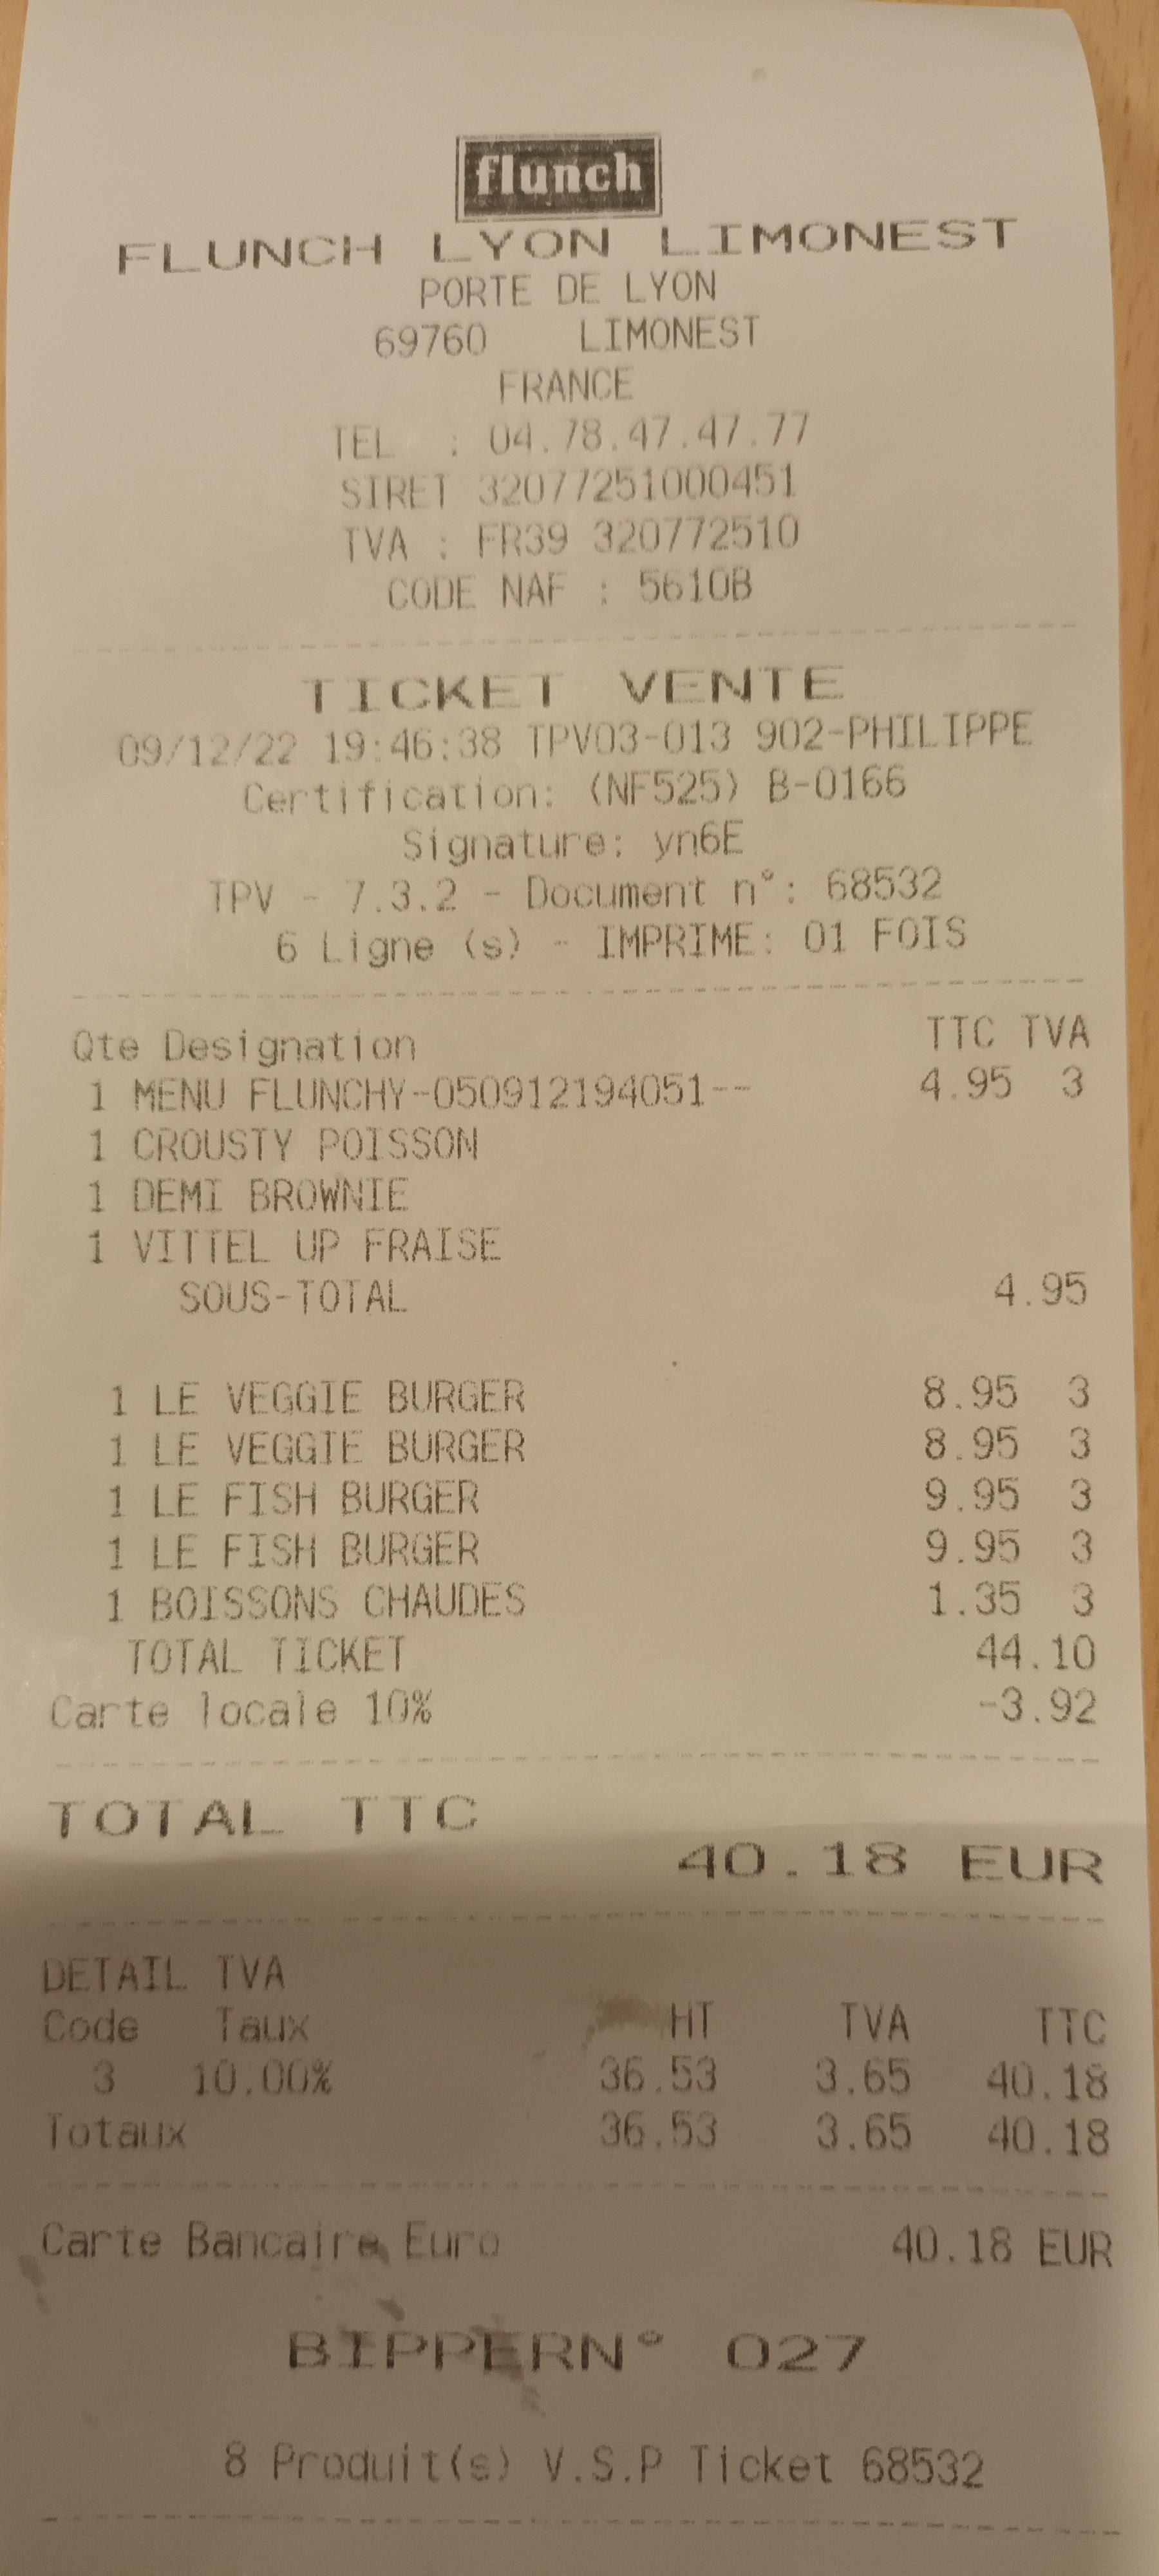 flunch
FLUNCH LYON LIMONEST
PORTE DE LYON
69760 LIMONEST
FRANCE
TEL : 04.78.47.47.77
SIRET 32077251000451
TVA : FR39 320772510
CODE NAF : 5610B
TICKET VENTE
09/12/22 19:46:38 TPV03-013 902-PHILIPPE
Certification: (NF525) B-0166
Signature: yn6E
TPV - 7.3.2 - Document n°: 68532
6 Ligne (s) - IMPRIME: 01 FOIS
Qte Designation TTC TVA
1 MENU FLUNCHY-050912194051-- 4.95 3
1 CROUSTY POISSON
1 DEMI BROWNIE
1 VITTEL UP FRAISE
SOUS-TOTAL 4.95
1 LE VEGGIE BURGER 8.95 3
1 LE VEGGIE BURGER 8.95 3
1 LE FISH BURGER 9.95 3
1 LE FISH BURGER 9.95 3
1 BOISSONS CHAUDES 1.35 3
TOTAL TICKET 44.10
Carte locale 10% -3.92
TOTAL TTC
40.18 EUR
DETAIL TVA
Code Taux HT TVA TTC
3 10.00% 36.53 3.65 40.18
Totaux 36.53 3.65 40.18
Carte Bancaire Euro 40.18 EUR
BIPPERN° 027
8 Produit(s) V.S.P Ticket 68532